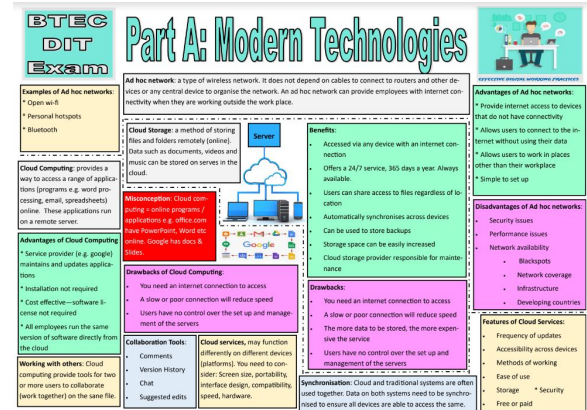 BTEC
DIT
Exam
Part A: Modern Technologies
EFFECTIVE DIGITAL WORKING PRACTICES
Ad hoc network: a type of wireless network. It does not depend on cables to connect to routers and other de-
vices or any central device to organise the network. An ad hoc network can provide employees with internet con-
nectivity when they are working outside the work place.
Examples of Ad hoc networks:
* Open wi-fi
* Personal hotspots
* Bluetooth
Cloud Computing: provides a
way to access a range of applica-
tions (programs e.g. word pro-
cessing, email, spreadsheets)
online. These applications run
on a remote server.
Advantages of Cloud Computing
* Service provider (e.g. google)
maintains and updates applica-
tions
* Installation not required
* Cost effective—software li-
cense not required
* All employees run the same
version of software directly from
the cloud
Working with others: Cloud
computing provide tools for two
or more users to collaborate
(work together) on the sane file.
Cloud Storage: a method of storing
files and folders remotely (online).
Data such as documents, videos and
music can be stored on serves in the
cloud.
Server
Misconception: Cloud com-
puting = online programs /
applications e.g. office.com
have PowerPoint, Word etc
online. Google has docs &
Slides.
Google
Drawbacks of Cloud Computing:
• You need an internet connection to access
• A slow or poor connection will reduce speed
• Users have no control over the set up and manage-
ment of the servers
Collaboration Tools:
• Comments
• Version History
• Chat
• Suggested edits
Cloud services, may function
differently on different devices
(platforms). You need to con-
sider: Screen size, portability,
interface design, compatibility,
speed, hardware.
Benefits:
• Accessed via any device with an internet con-
nection
• Offers a 24/7 service, 365 days a year. Always
available.
• Users can share access to files regardless of lo-
cation
• Automatically synchronises across devices
• Can be used to store backups
• Storage space can be easily increased
• Cloud storage provider responsible for mainte-
nance
Drawbacks:
• You need an internet connection to access
• A slow or poor connection will reduce speed
• The more data to be stored, the more expen-
sive the service
• Users have no control over the set up and
management of the servers
Synchronisation: Cloud and traditional systems are often
used together. Data on both systems need to be synchro-
nised to ensure all devices are able to access the same.
Advantages of Ad hoc networks:
* Provide internet access to devices
that do not have connectivity
* Allows users to connect to the in-
ternet without using their data
* Allows users to work in places
other than their workplace
* Simple to set up
Disadvantages of Ad hoc networks:
• Security issues
• Performance issues
• Network availability
• Blackspots
• Network coverage
• Infrastructure
• Developing countries
Features of Cloud Services:
• Frequency of updates
• Accessibility across devices
• Methods of working
• Ease of use
• Storage * Security
• Free or paid